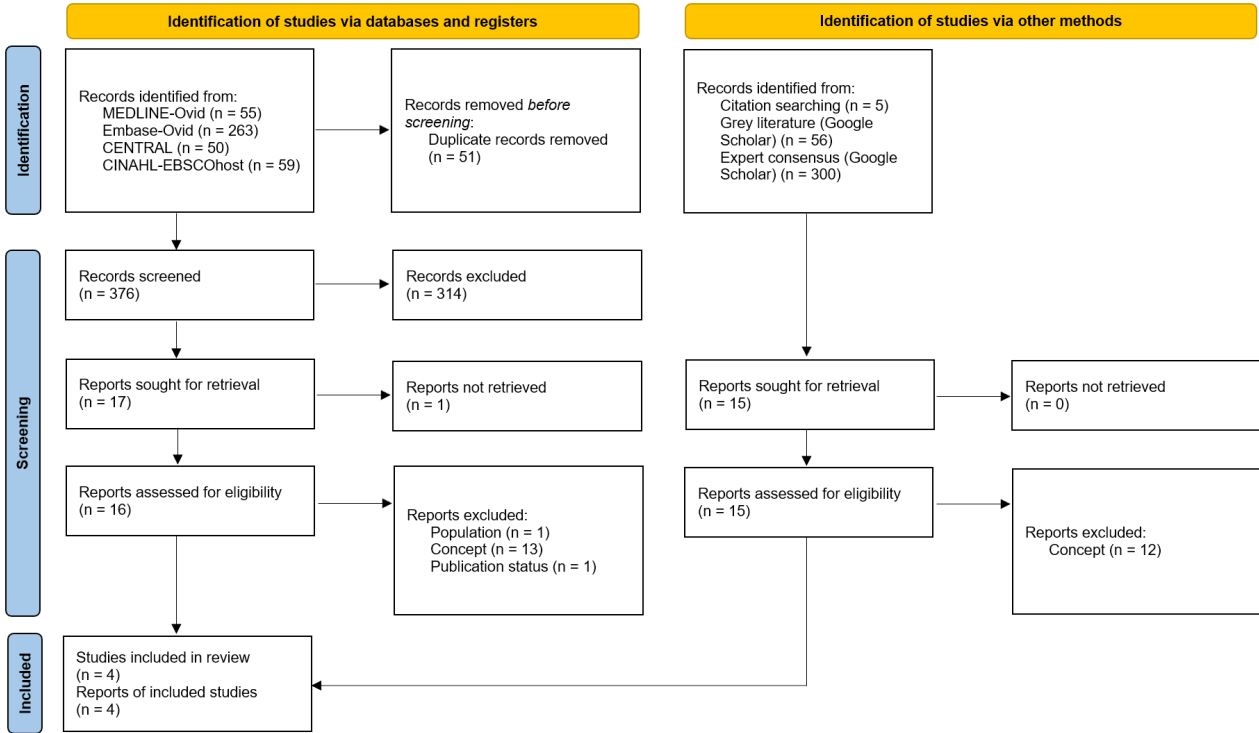 Identification of studies via databases and registers
Identification of studies via other methods
Identification
Records identified from:
MEDLINE-Ovid (n = 55)
Embase-Ovid (n = 263)
CENTRAL (n = 50)
CINAHL-EBSCOhost (n = 59)
Records removed before
screening:
Duplicate records removed
(n = 51)
Records identified from:
Citation searching (n = 5)
Grey literature (Google
Scholar) (n = 56)
Expert consensus (Google
Scholar) (n = 300)
Screening
Records screened
(n = 376)
Records excluded
(n = 314)
Reports sought for retrieval
(n = 17)
Reports not retrieved
(n = 1)
Reports sought for retrieval
(n = 15)
Reports not retrieved
(n = 0)
Reports assessed for eligibility
(n = 16)
Reports excluded:
Population (n = 1)
Concept (n = 13)
Publication status (n = 1)
Reports assessed for eligibility
(n = 15)
Reports excluded:
Concept (n = 12)
Included
Studies included in review
(n = 4)
Reports of included studies
(n = 4)